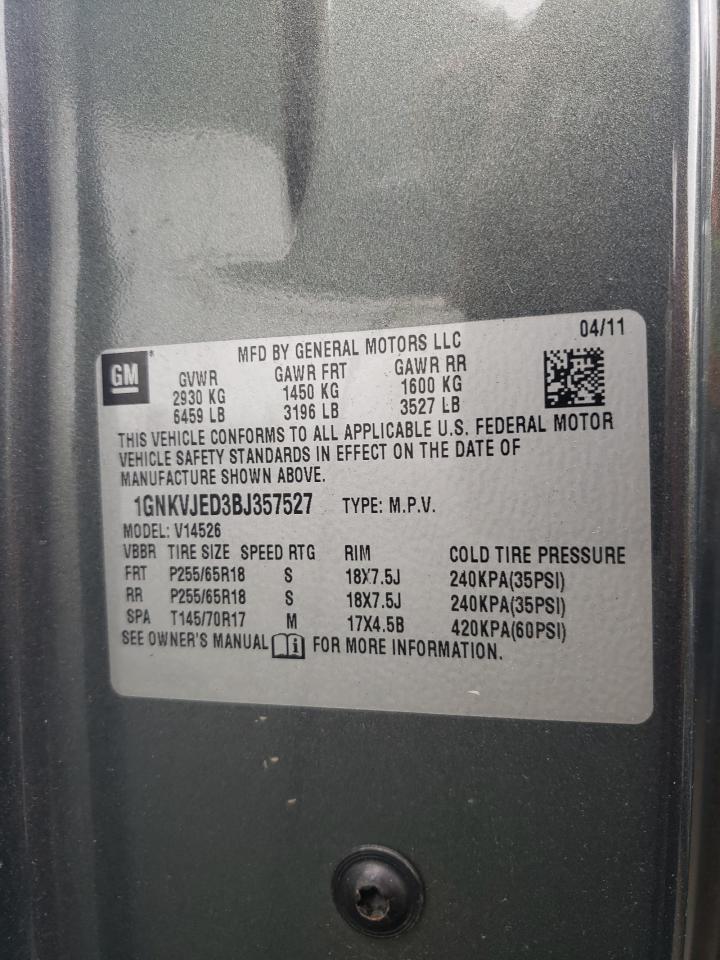 04/11
GM MFD BY GENERAL MOTORS LLC
GVWR GAWR FRT GAWR RR
2930 KG 1450 KG 1600 KG
6459 LB 3196 LB 3527 LB
THIS VEHICLE CONFORMS TO ALL APPLICABLE U.S. FEDERAL MOTOR
VEHICLE SAFETY STANDARDS IN EFFECT ON THE DATE OF
MANUFACTURE SHOWN ABOVE.
1GNKVJED3BJ357527 TYPE: M.P.V.
MODEL: V14526
VBBR TIRE SIZE SPEED RTG RIM COLD TIRE PRESSURE
FRT P255/65R18 S 18X7.5J 240KPA(35PSI)
RR P255/65R18 S 18X7.5J 240KPA(35PSI)
SPA T145/70R17 M 17X4.5B 420KPA(60PSI)
SEE OWNER'S MANUAL i FOR MORE INFORMATION.